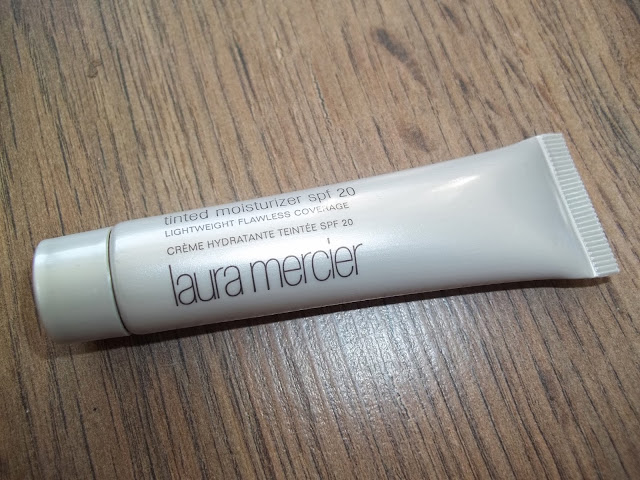 tinted moisturizer spf 20
LIGHTWEIGHT FLAWLESS COVERAGE
CRÈME HYDRATANTE TEINTÉE SPF 20
laura mercier